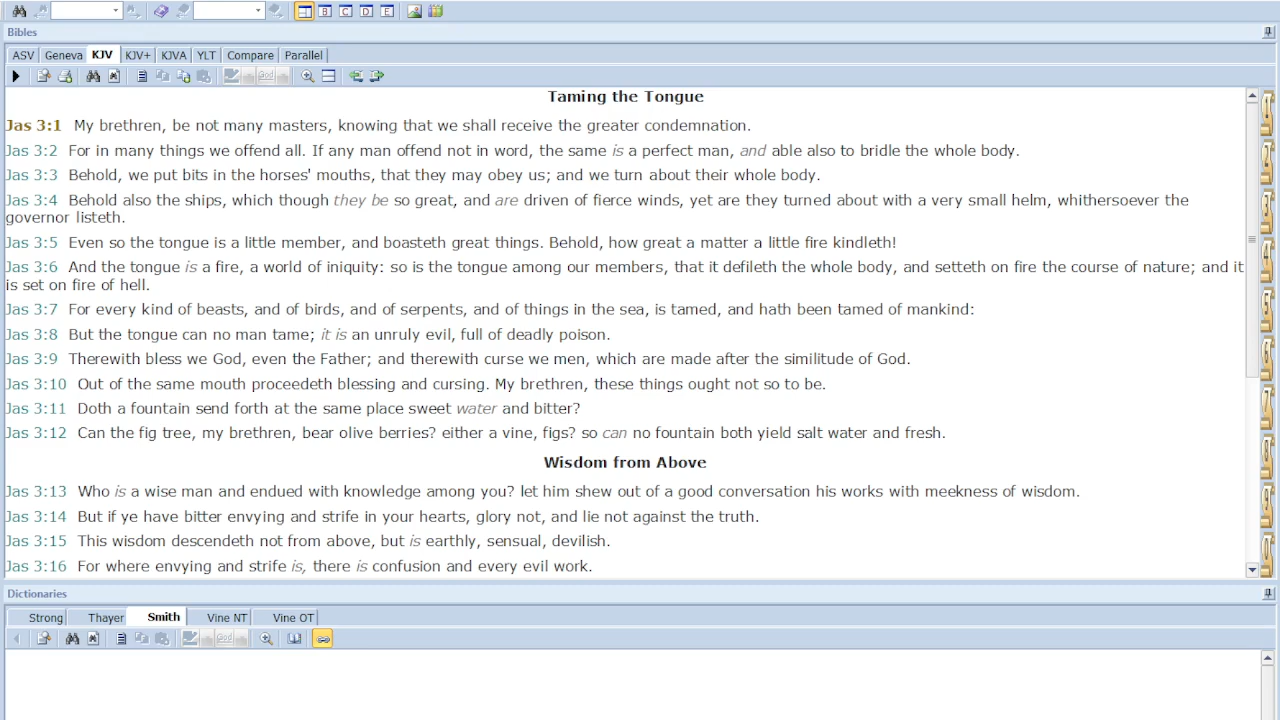 B C D E
Bibles
ASV Geneva KJV KJV+ KJVA YLT Compare Parallel
Taming the Tongue
Jas 3:1 My brethren, be not many masters, knowing that we shall receive the greater condemnation.
Jas 3:2 For in many things we offend all. If any man offend not in word, the same is a perfect man, and able also to bridle the whole body.
Jas 3:3 Behold, we put bits in the horses' mouths, that they may obey us; and we turn about their whole body.
Jas 3:4 Behold also the ships, which though they be so great, and are driven of fierce winds, yet are they turned about with a very small helm, whithersoever the
governor listeth.
Jas 3:5 Even so the tongue is a little member, and boasteth great things. Behold, how great a matter a little fire kindleth!
Jas 3:6 And the tongue is a fire, a world of iniquity: so is the tongue among our members, that it defileth the whole body, and setteth on fire the course of nature; and it
is set on fire of hell.
Jas 3:7 For every kind of beasts, and of birds, and of serpents, and of things in the sea, is tamed, and hath been tamed of mankind:
Jas 3:8 But the tongue can no man tame; it is an unruly evil, full of deadly poison.
Jas 3:9 Therewith bless we God, even the Father; and therewith curse we men, which are made after the similitude of God.
Jas 3:10 Out of the same mouth proceedeth blessing and cursing. My brethren, these things ought not so to be.
Jas 3:11 Doth a fountain send forth at the same place sweet water and bitter?
Jas 3:12 Can the fig tree, my brethren, bear olive berries? either a vine, figs? so can no fountain both yield salt water and fresh.
Wisdom from Above
Jas 3:13 Who is a wise man and endued with knowledge among you? let him shew out of a good conversation his works with meekness of wisdom.
Jas 3:14 But if ye have bitter envying and strife in your hearts, glory not, and lie not against the truth.
Jas 3:15 This wisdom descendeth not from above, but is earthly, sensual, devilish.
Jas 3:16 For where envying and strife is, there is confusion and every evil work.
Dictionaries
Strong Thayer Smith Vine NT Vine OT